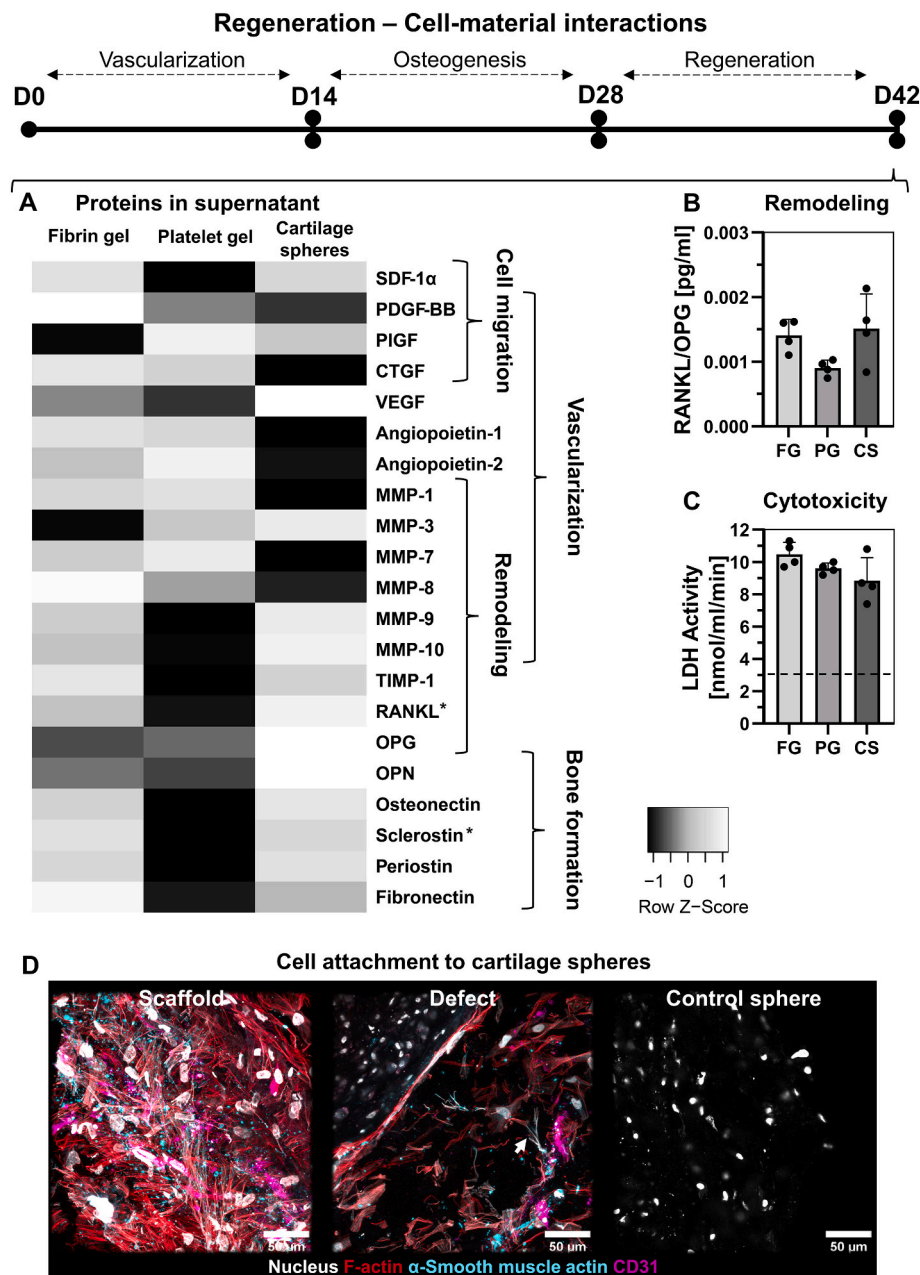 Regeneration – Cell-material interactions
Vascularization Osteogenesis Regeneration
D0 D14 D28 D42
A Proteins in supernatant
Fibrin gel Platelet gel Cartilage spheres
SDF-1α
PDGF-BB
PlGF
CTGF
VEGF
Angiopoietin-1
Angiopoietin-2
MMP-1
MMP-3
MMP-7
MMP-8
MMP-9
MMP-10
TIMP-1
RANKL*
OPG
OPN
Osteonectin
Sclerostin*
Periostin
Fibronectin
Cell migration
Vascularization
Remodeling
Bone formation
B Remodeling
RANKL/OPG [pg/ml]
0.003
0.002
0.001
0.000
FG PG CS
C Cytotoxicity
LDH Activity
[nmol/ml/min]
12
10
8
6
4
2
0
FG PG CS
−1 0 1
Row Z−Score
D Cell attachment to cartilage spheres
Scaffold Defect Control sphere
50 µm 50 µm 50 µm
Nucleus F-actin α-Smooth muscle actin CD31